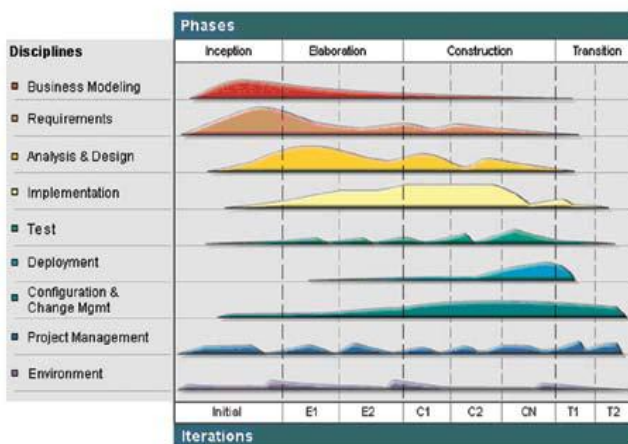 Phases
Disciplines
Inception Elaboration Construction Transition
Business Modeling
Requirements
Analysis & Design
Implementation
Test
Deployment
Configuration &
Change Mgmt
Project Management
Environment
Initial E1 E2 C1 C2 CN T1 T2
Iterations